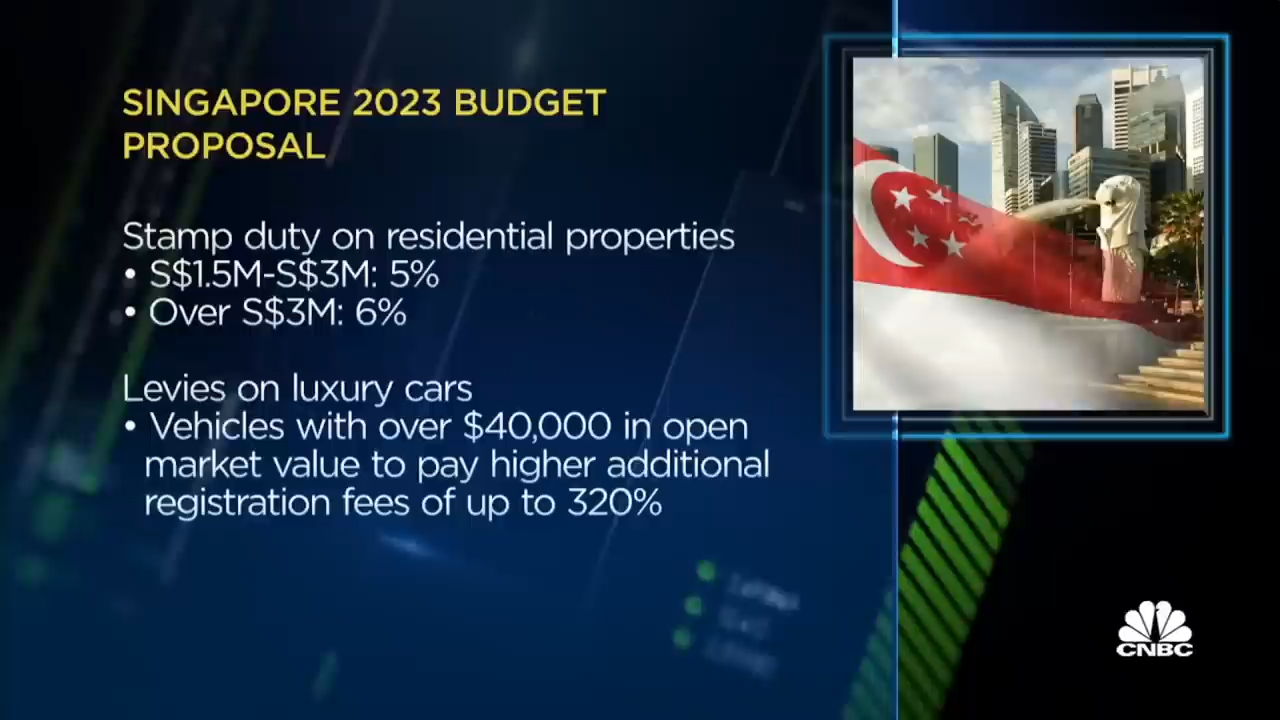 SINGAPORE 2023 BUDGET
PROPOSAL
Stamp duty on residential properties
• S$1.5M-S$3M: 5%
• Over S$3M: 6%
Levies on luxury cars
• Vehicles with over $40,000 in open
market value to pay higher additional
registration fees of up to 320%
CNBC